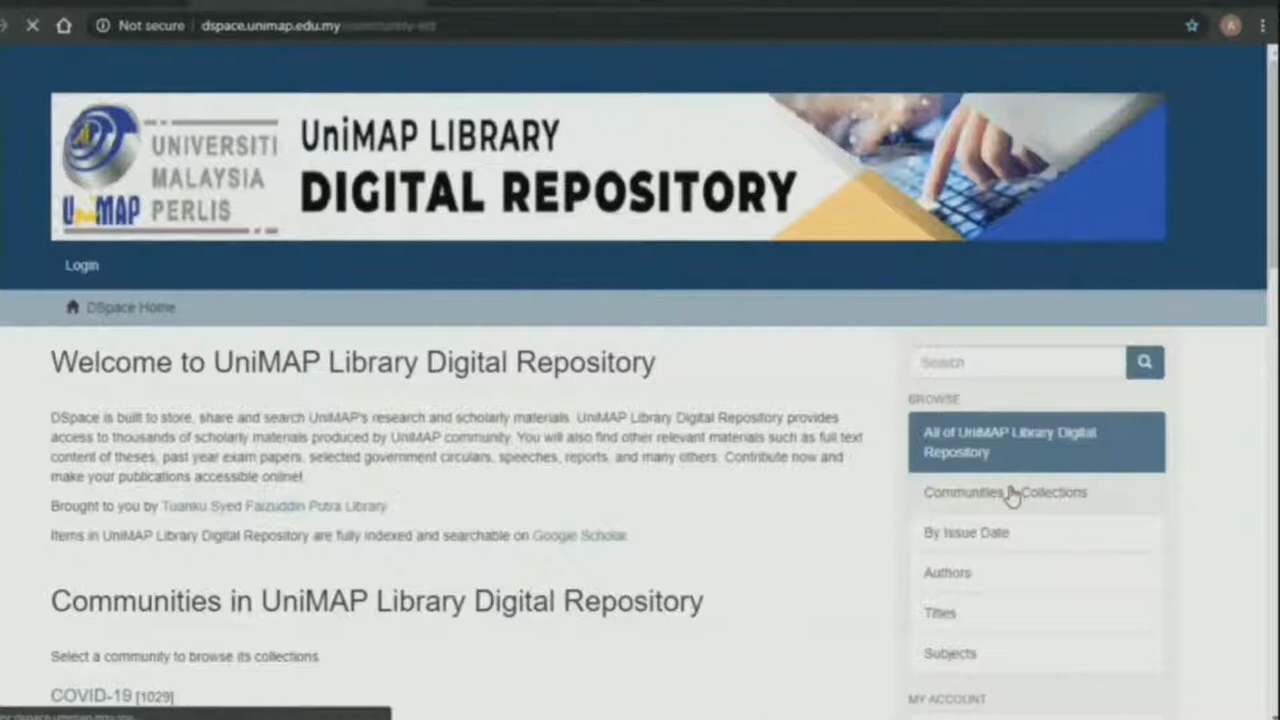 Not secure
dspace.unimap.edu.my
UNIVERSITI
MALAYSIA
PERLIS
UniMAP
UniMAP LIBRARY
DIGITAL REPOSITORY
Login
DSpace Home
Welcome to UniMAP Library Digital Repository
DSpace is built to store, share and search UniMAP's research and scholarly materials. UniMAP Library Digital Repository provides
access to thousands of scholarly materials produced by UniMAP community. You will also find other relevant materials such as full text
content of theses, past year exam papers, selected government circulars, speeches, reports, and many others. Contribute now and
make your publications accessible online!
Brought to you by Tuanku Syed Faizuddin Putra Library
Items in UniMAP Library Digital Repository are fully indexed and searchable on Google Scholar.
Communities in UniMAP Library Digital Repository
Select a community to browse its collections.
COVID-19 [1029]
Search
BROWSE
All of UniMAP Library Digital
Repository
Communities Collections
By Issue Date
Authors
Titles
Subjects
MY ACCOUNT